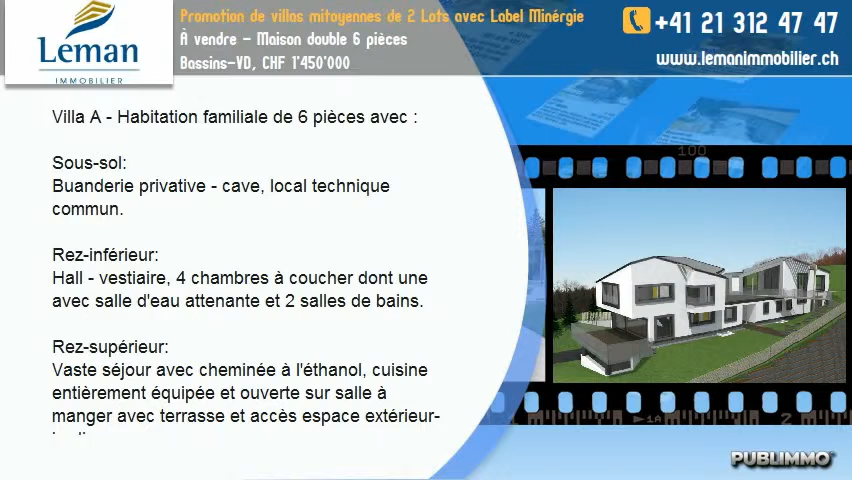 Leman
IMMOBILIER
Promotion de villas mitoyennes de 2 Lots avec Label Minérgie
À vendre – Maison double 6 pièces
Bassins-VD, CHF 1'450'000
+41 21 312 47 47
www.lemanimmobilier.ch
Villa A - Habitation familiale de 6 pièces avec :
Sous-sol:
Buanderie privative - cave, local technique
commun.
Rez-inférieur:
Hall - vestiaire, 4 chambres à coucher dont une
avec salle d'eau attenante et 2 salles de bains.
Rez-supérieur:
Vaste séjour avec cheminée à l'éthanol, cuisine
entièrement équipée et ouverte sur salle à
manger avec terrasse et accès espace extérieur-
100
1A
2
PUBLIMMO